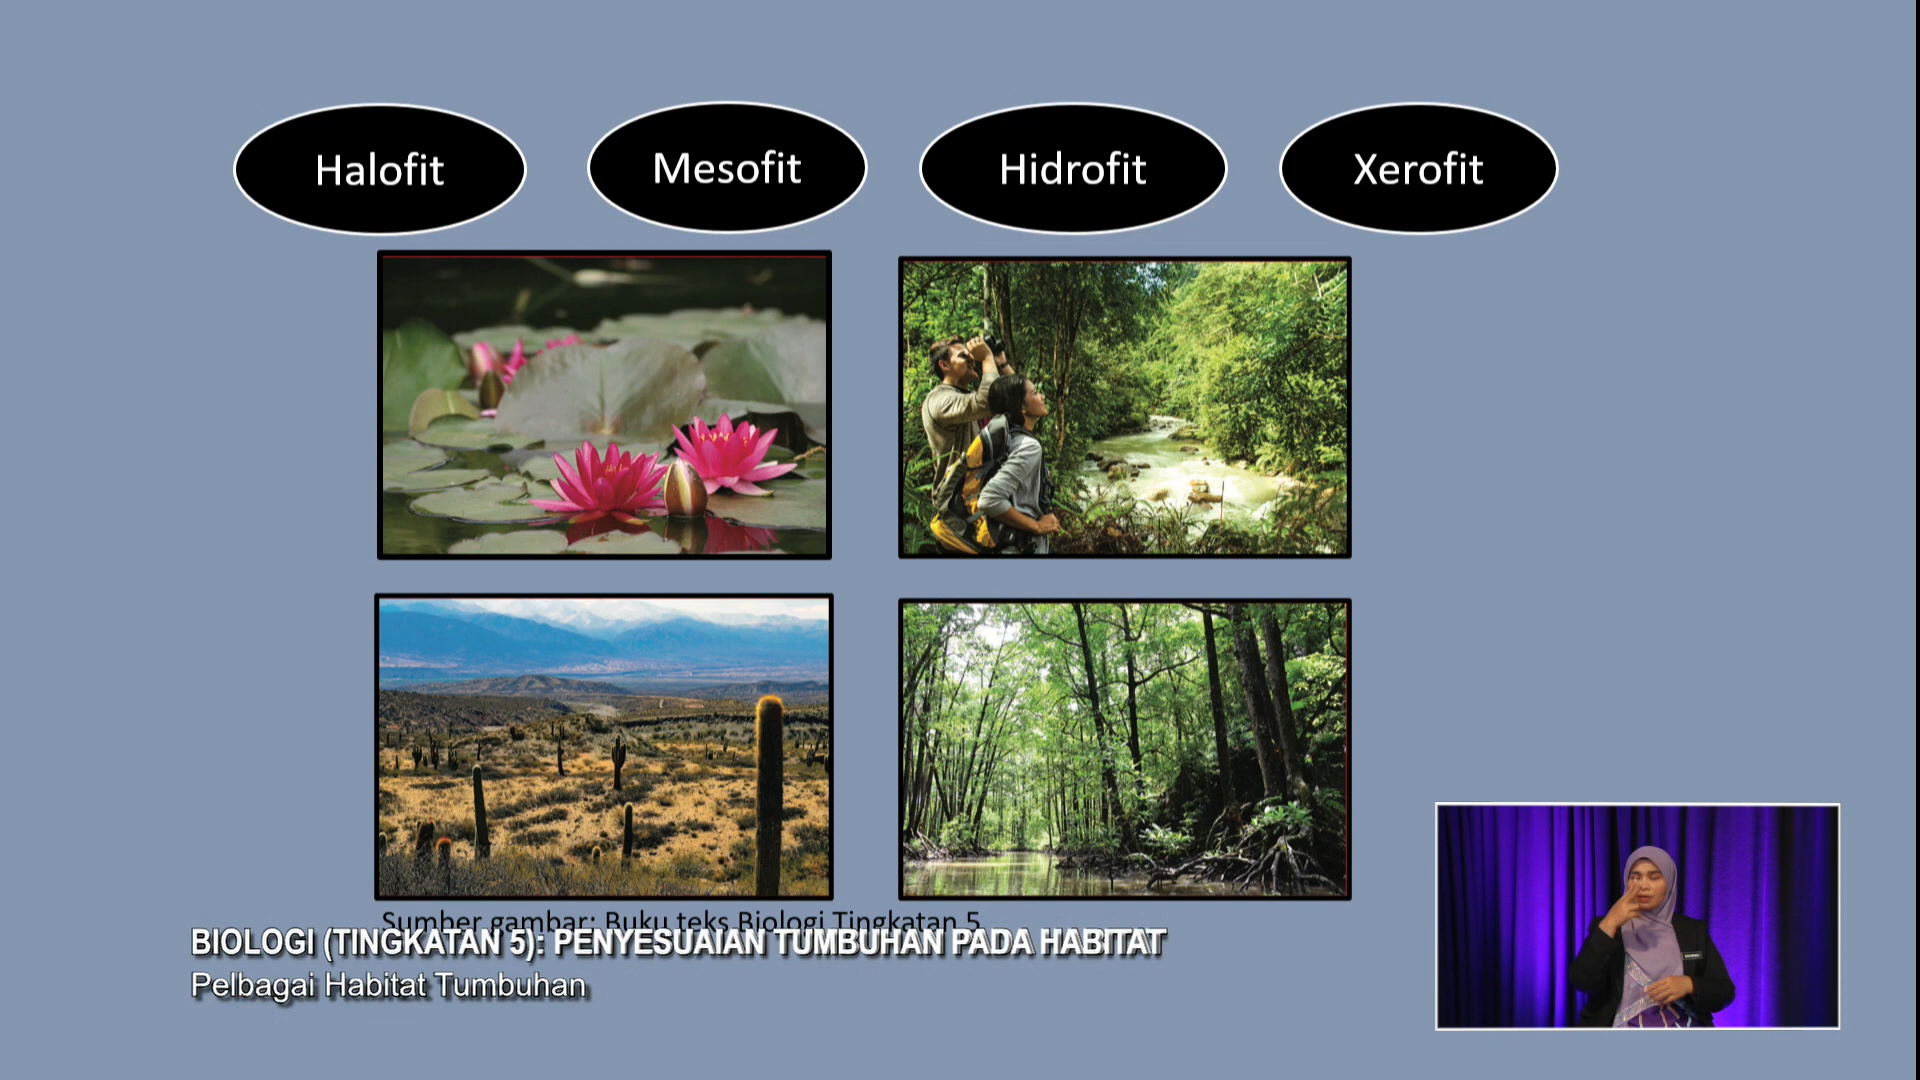 Halofit
Mesofit
Hidrofit
Xerofit
Sumber gambar: Buku teks Biologi Tingkatan 5
BIOLOGI (TINGKATAN 5): PENYESUAIAN TUMBUHAN PADA HABITAT
Pelbagai Habitat Tumbuhan